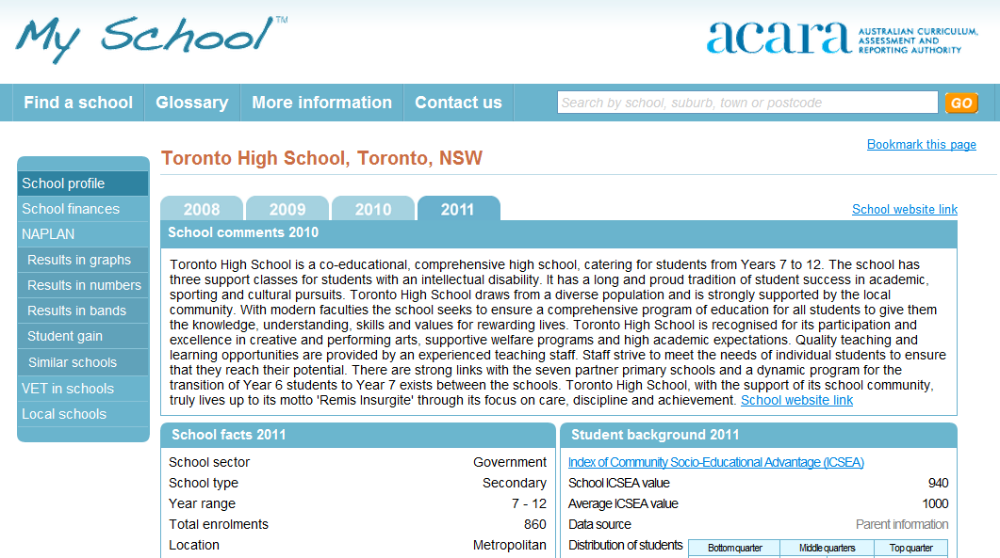 My School™
acara AUSTRALIAN CURRICULUM,
ASSESSMENT AND
REPORTING AUTHORITY
Find a school Glossary More information Contact us Search by school, suburb, town or postcode GO
Bookmark this page
Toronto High School, Toronto, NSW
School profile
School finances
NAPLAN
Results in graphs
Results in numbers
Results in bands
Student gain
Similar schools
VET in schools
Local schools
2008 2009 2010 2011
School website link
School comments 2010
Toronto High School is a co-educational, comprehensive high school, catering for students from Years 7 to 12. The school has
three support classes for students with an intellectual disability. It has a long and proud tradition of student success in academic,
sporting and cultural pursuits. Toronto High School draws from a diverse population and is strongly supported by the local
community. With modern faculties the school seeks to ensure a comprehensive program of education for all students to give them
the knowledge, understanding, skills and values for rewarding lives. Toronto High School is recognised for its participation and
excellence in creative and performing arts, supportive welfare programs and high academic expectations. Quality teaching and
learning opportunities are provided by an experienced teaching staff. Staff strive to meet the needs of individual students to ensure
that they reach their potential. There are strong links with the seven partner primary schools and a dynamic program for the
transition of Year 6 students to Year 7 exists between the schools. Toronto High School, with the support of its school community,
truly lives up to its motto 'Remis Insurgite' through its focus on care, discipline and achievement. School website link
School facts 2011
School sector Government
School type Secondary
Year range 7 - 12
Total enrolments 860
Location Metropolitan
Student background 2011
Index of Community Socio-Educational Advantage (ICSEA)
School ICSEA value 940
Average ICSEA value 1000
Data source Parent information
Distribution of students Bottom quarter Middle quarters Top quarter